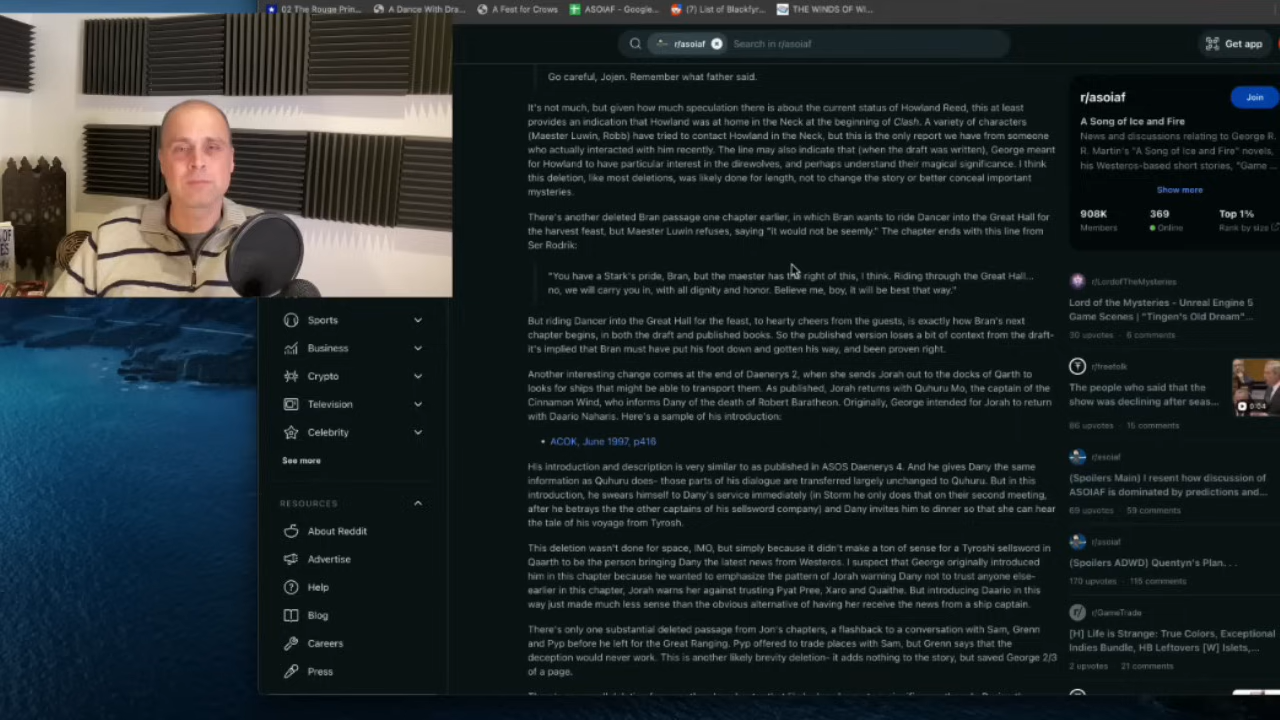 02 The Rouge Prin...
A Dance With Dra...
A Fest for Crows
ASOIAF - Google...
(7) List of Blackfyr...
THE WINDS OF WI...
r/asoiaf
Search in r/asoiaf
Get app
Go careful, Jojen. Remember what father said.
It's not much, but given how much speculation there is about the current status of Howland Reed, this at least
provides an indication that Howland was at home in the Neck at the beginning of Clash. A variety of characters
(Maester Luwin, Robb) have tried to contact Howland in the Neck, but this is the only report we have from someone
who actually interacted with him recently. The line may also indicate that (when the draft was written), George meant
for Howland to have particular interest in the direwolves, and perhaps understand their magical significance. I think
this deletion, like most deletions, was likely done for length, not to change the story or better conceal important
mysteries.
There's another deleted Bran passage one chapter earlier, in which Bran wants to ride Dancer into the Great Hall for
the harvest feast, but Maester Luwin refuses, saying "it would not be seemly." The chapter ends with this line from
Ser Rodrik:
"You have a Stark's pride, Bran, but the maester has the right of this, I think. Riding through the Great Hall...
no, we will carry you in, with all dignity and honor. Believe me, boy, it will be best that way."
But riding Dancer into the Great Hall for the feast, to hearty cheers from the guests, is exactly how Bran's next
chapter begins, in both the draft and published books. So the published version loses a bit of context from the draft-
it's implied that Bran must have put his foot down and gotten his way, and been proven right.
Another interesting change comes at the end of Daenerys 2, when she sends Jorah out to the docks of Qarth to
looks for ships that might be able to transport them. As published, Jorah returns with Quhuru Mo, the captain of the
Cinnamon Wind, who informs Dany of the death of Robert Baratheon. Originally, George intended for Jorah to return
with Daario Naharis. Here's a sample of his introduction:
• ACOK, June 1997, p416
His introduction and description is very similar to as published in ASOS Daenerys 4. And he gives Dany the same
information as Quhuru does- those parts of his dialogue are transferred largely unchanged to Quhuru. But in this
introduction, he swears himself to Dany's service immediately (in Storm he only does that on their second meeting,
after he betrays the the other captains of his sellsword company) and Dany invites him to dinner so that she can hear
the tale of his voyage from Tyrosh.
This deletion wasn't done for space, IMO, but simply because it didn't make a ton of sense for a Tyroshi sellsword in
Qaarth to be the person bringing Dany the latest news from Westeros. I suspect that George originally introduced
him in this chapter because he wanted to emphasize the pattern of Jorah warning Dany not to trust anyone else-
earlier in this chapter, Jorah warns her against trusting Pyat Pree, Xaro and Quaithe. But introducing Daario in this
way just made much less sense than the obvious alternative of having her receive the news from a ship captain.
There's only one substantial deleted passage from Jon's chapters, a flashback to a conversation with Sam, Grenn
and Pyp before he left for the Great Ranging. Pyp offered to trade places with Sam, but Grenn says that the
deception would never work. This is another likely brevity deletion- it adds nothing to the story, but saved George 2/3
of a page.
Sports
Business
Crypto
Television
Celebrity
See more
RESOURCES
About Reddit
Advertise
Help
Blog
Careers
Press
r/asoiaf
Join
A Song of Ice and Fire
News and discussions relating to George R.
R. Martin's "A Song of Ice and Fire" novels,
his Westeros-based short stories, "Game ...
Show more
908K
369
Top 1%
Members
Online
Rank by size
r/LordofTheMysteries
Lord of the Mysteries - Unreal Engine 5
Game Scenes | "Tingen's Old Dream"...
30 upvotes • 6 comments
r/freefolk
The people who said that the
show was declining after seas...
0:04
86 upvotes • 15 comments
r/asoiaf
(Spoilers Main) I resent how discussion of
ASOIAF is dominated by predictions and...
69 upvotes • 59 comments
r/asoiaf
(Spoilers ADWD) Quentyn's Plan. . .
170 upvotes • 115 comments
r/GameTrade
[H] Life is Strange: True Colors, Exceptional
Indies Bundle, HB Leftovers [W] Islets,...
2 upvotes • 21 comments